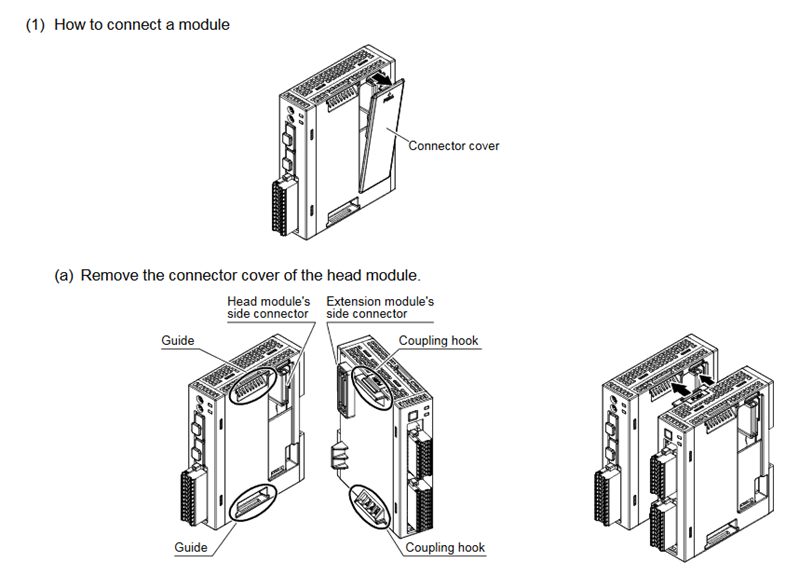 (1) How to connect a module
Connector cover
(a) Remove the connector cover of the head module.
Head module's
side connector
Extension module's
side connector
Guide
Coupling hook
Guide
Coupling hook